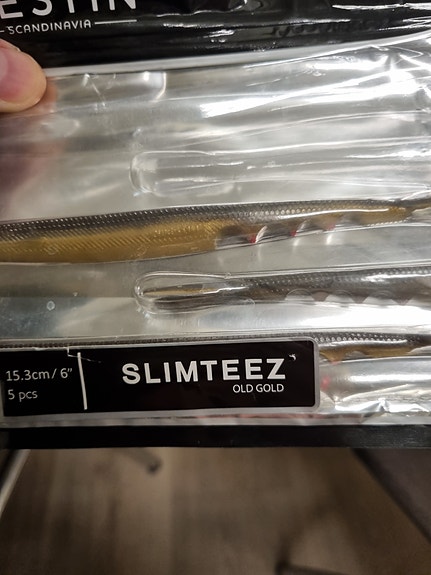 SCANDINAVIA
15.3cm/ 6"
5 pcs
SLIMTEEZ
OLD GOLD